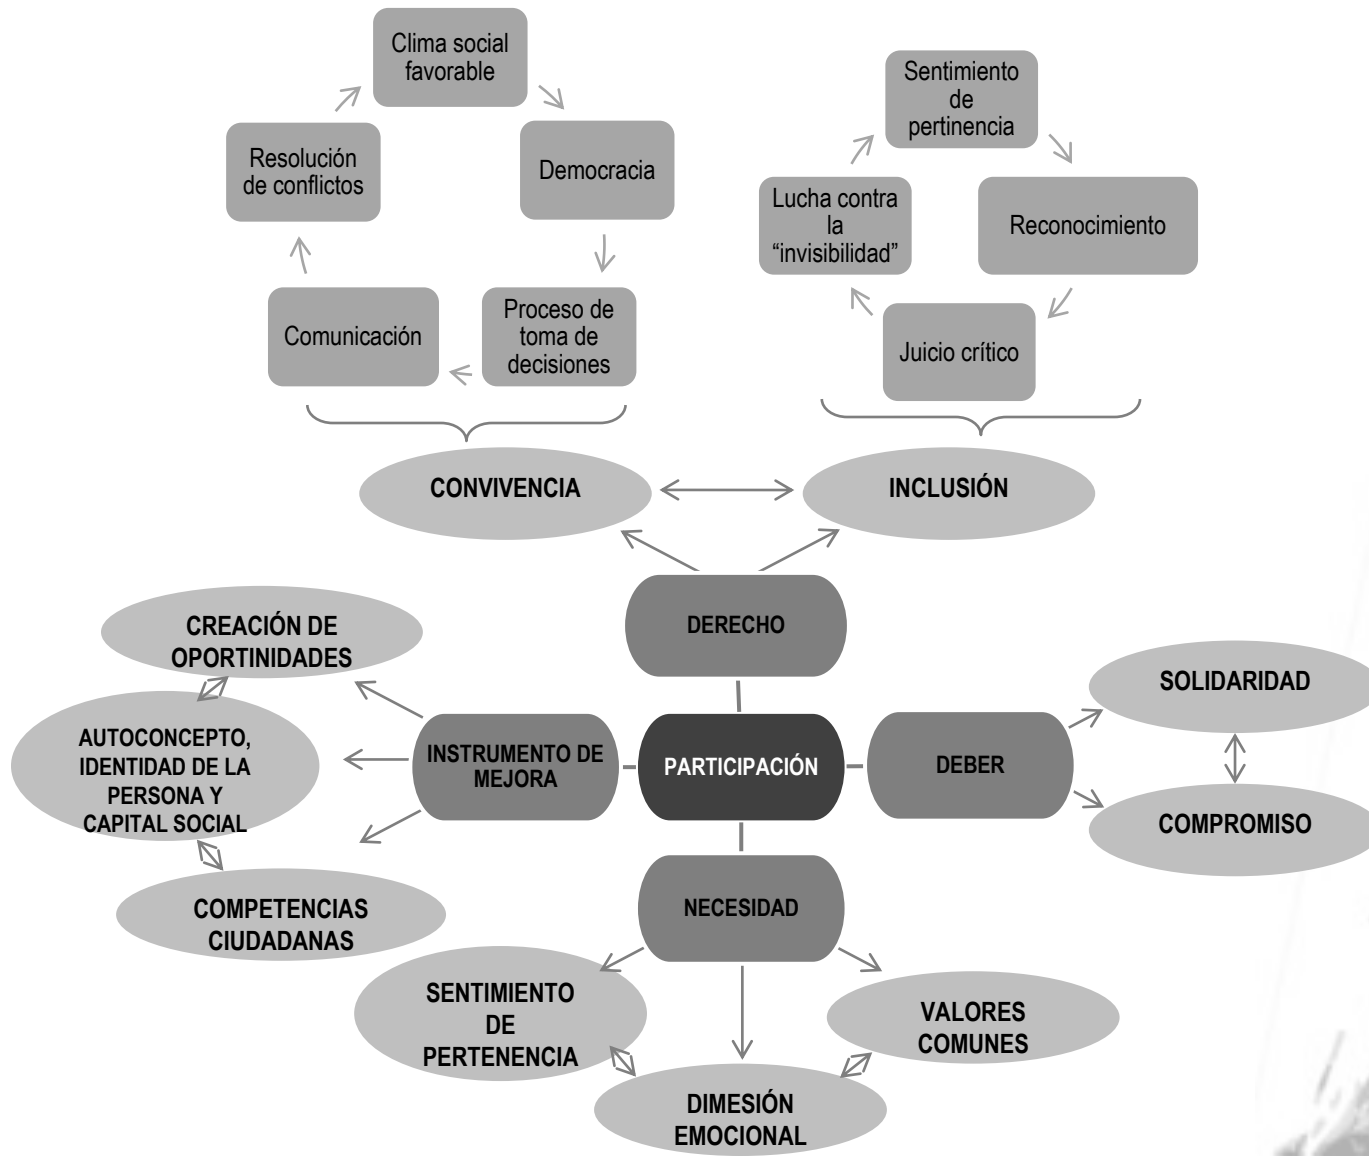 Clima social
favorable
Sentimiento
de
pertinencia
Resolución
de conflictos
Democracia
Lucha contra
la
“invisibilidad”
Reconocimiento
Comunicación
Proceso de
toma de
decisiones
Juicio crítico
CONVIVENCIA
INCLUSIÓN
DERECHO
CREACIÓN DE
OPORTINIDADES
SOLIDARIDAD
AUTOCONCEPTO,
IDENTIDAD DE LA
PERSONA Y
CAPITAL SOCIAL
INSTRUMENTO DE
MEJORA
PARTICIPACIÓN
DEBER
COMPROMISO
COMPETENCIAS
CIUDADANAS
NECESIDAD
SENTIMIENTO
DE
PERTENENCIA
VALORES
COMUNES
DIMESIÓN
EMOCIONAL